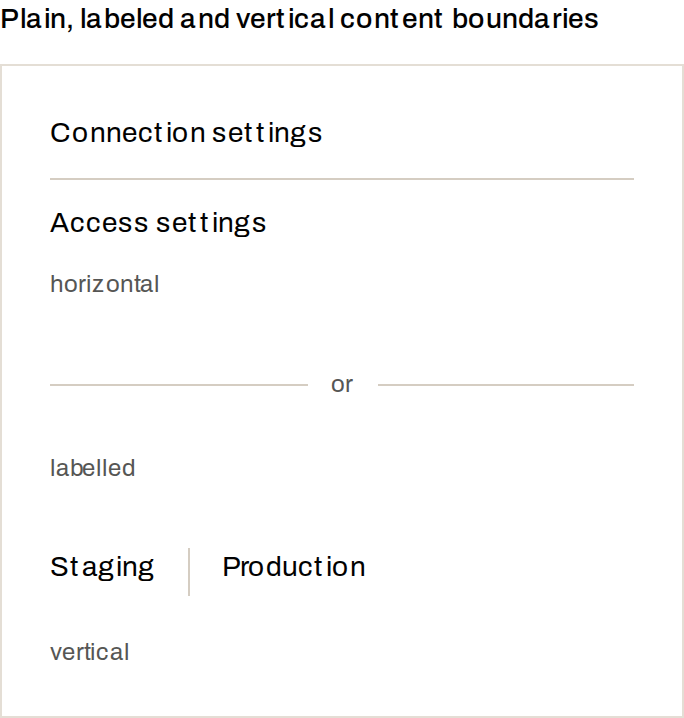 Plain, labeled and vertical content boundaries
Connection settings
Access settings
horizontal
or
labelled
Staging Production
vertical